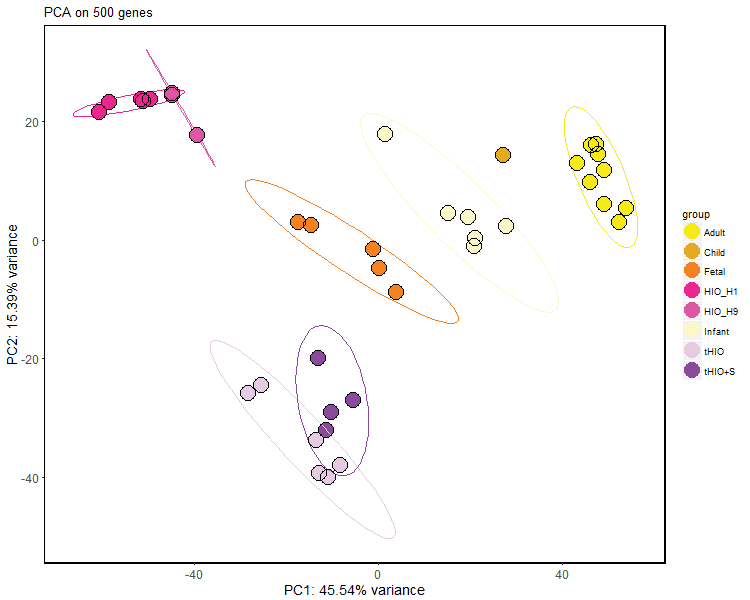 PCA on 500 genes
PC2: 15.39% variance
20
0
-20
-40
-40
0
40
PC1: 45.54% variance
group
Adult
Child
Fetal
HIO_H1
HIO_H9
Infant
tHIO
tHIO+S